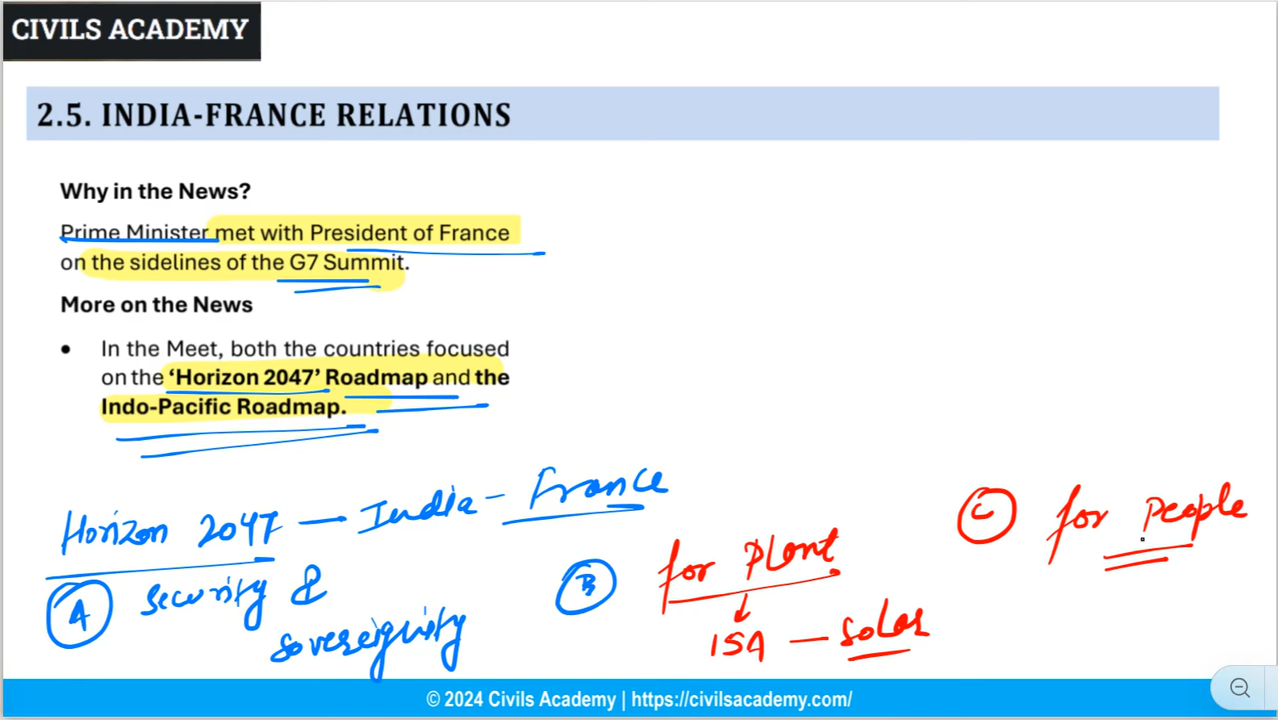 CIVILS ACADEMY
2.5. INDIA-FRANCE RELATIONS
Why in the News?
Prime Minister met with President of France
on the sidelines of the G7 Summit.
More on the News
• In the Meet, both the countries focused
on the ‘Horizon 2047’ Roadmap and the
Indo-Pacific Roadmap.
Horizon 2047 — India - France
A security &
sovereignity
B for Plant
ISA — solar
C for People
© 2024 Civils Academy | https://civilsacademy.com/